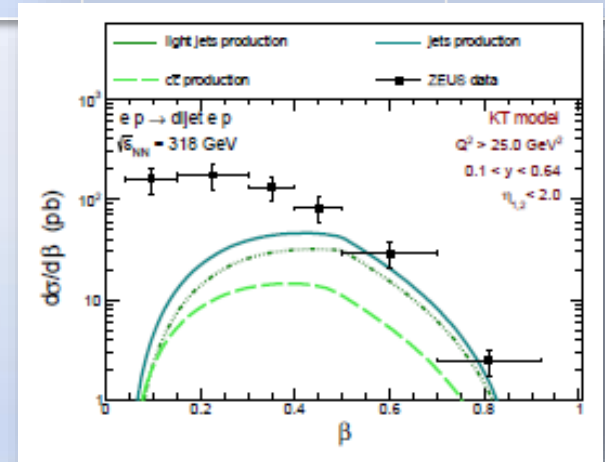 light jets production
jets production
cc̅ production
ZEUS data
e p → dijet e p
√s_NN = 318 GeV
KT model
Q² > 25.0 GeV²
0.1 < y < 0.64
η_1,2 < 2.0
dσ/dβ (pb)
10³
10²
10
1
0 0.2 0.4 0.6 0.8 1
β